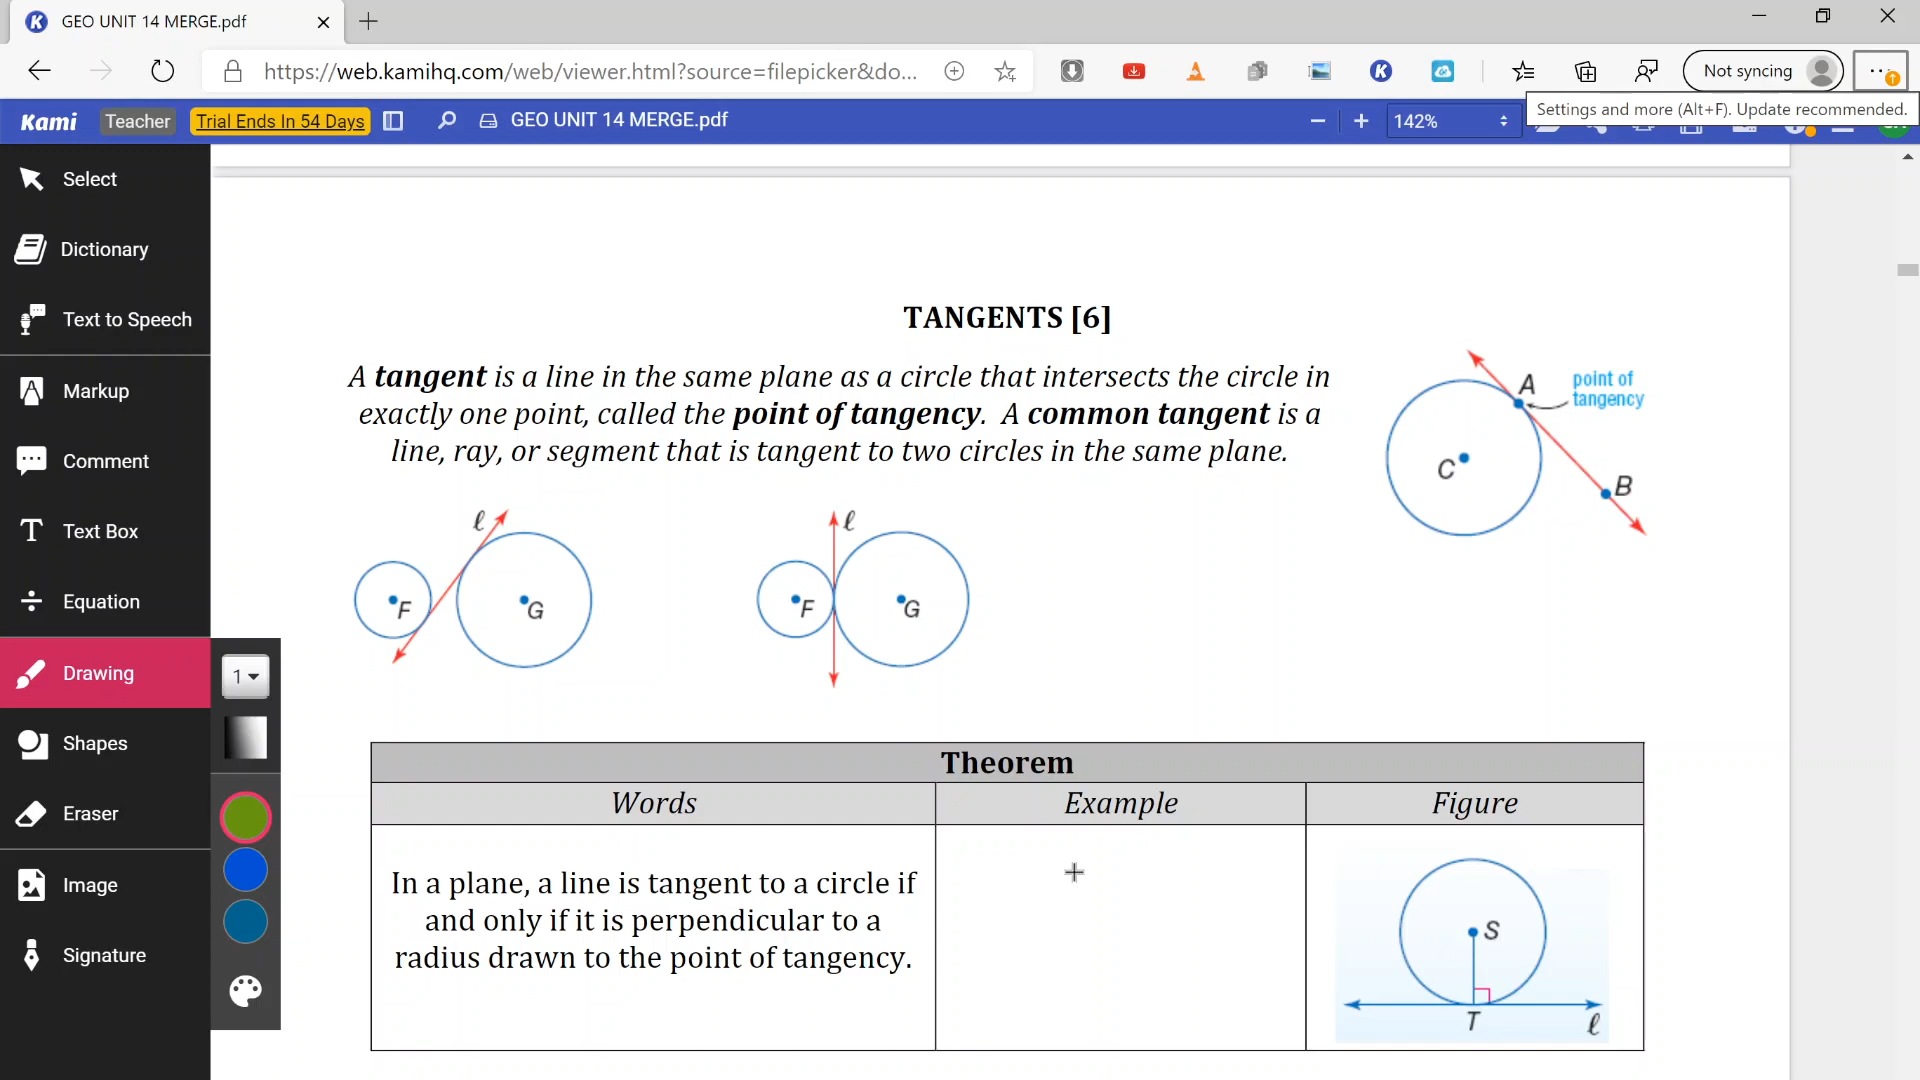 GEO UNIT 14 MERGE.pdf
https://web.kamihq.com/web/viewer.html?source=filepicker&do...
Not syncing
Settings and more (Alt+F). Update recommended.
Kami
Teacher
Trial Ends In 54 Days
GEO UNIT 14 MERGE.pdf
142%
Select
Dictionary
Text to Speech
Markup
Comment
Text Box
Equation
Drawing
Shapes
Eraser
Image
Signature
1
TANGENTS [6]
A tangent is a line in the same plane as a circle that intersects the circle in
exactly one point, called the point of tangency. A common tangent is a
line, ray, or segment that is tangent to two circles in the same plane.
A
point of
tangency
C
B
ℓ
F
G
ℓ
F
G
Theorem
Words
Example
Figure
In a plane, a line is tangent to a circle if
and only if it is perpendicular to a
radius drawn to the point of tangency.
S
T
ℓ